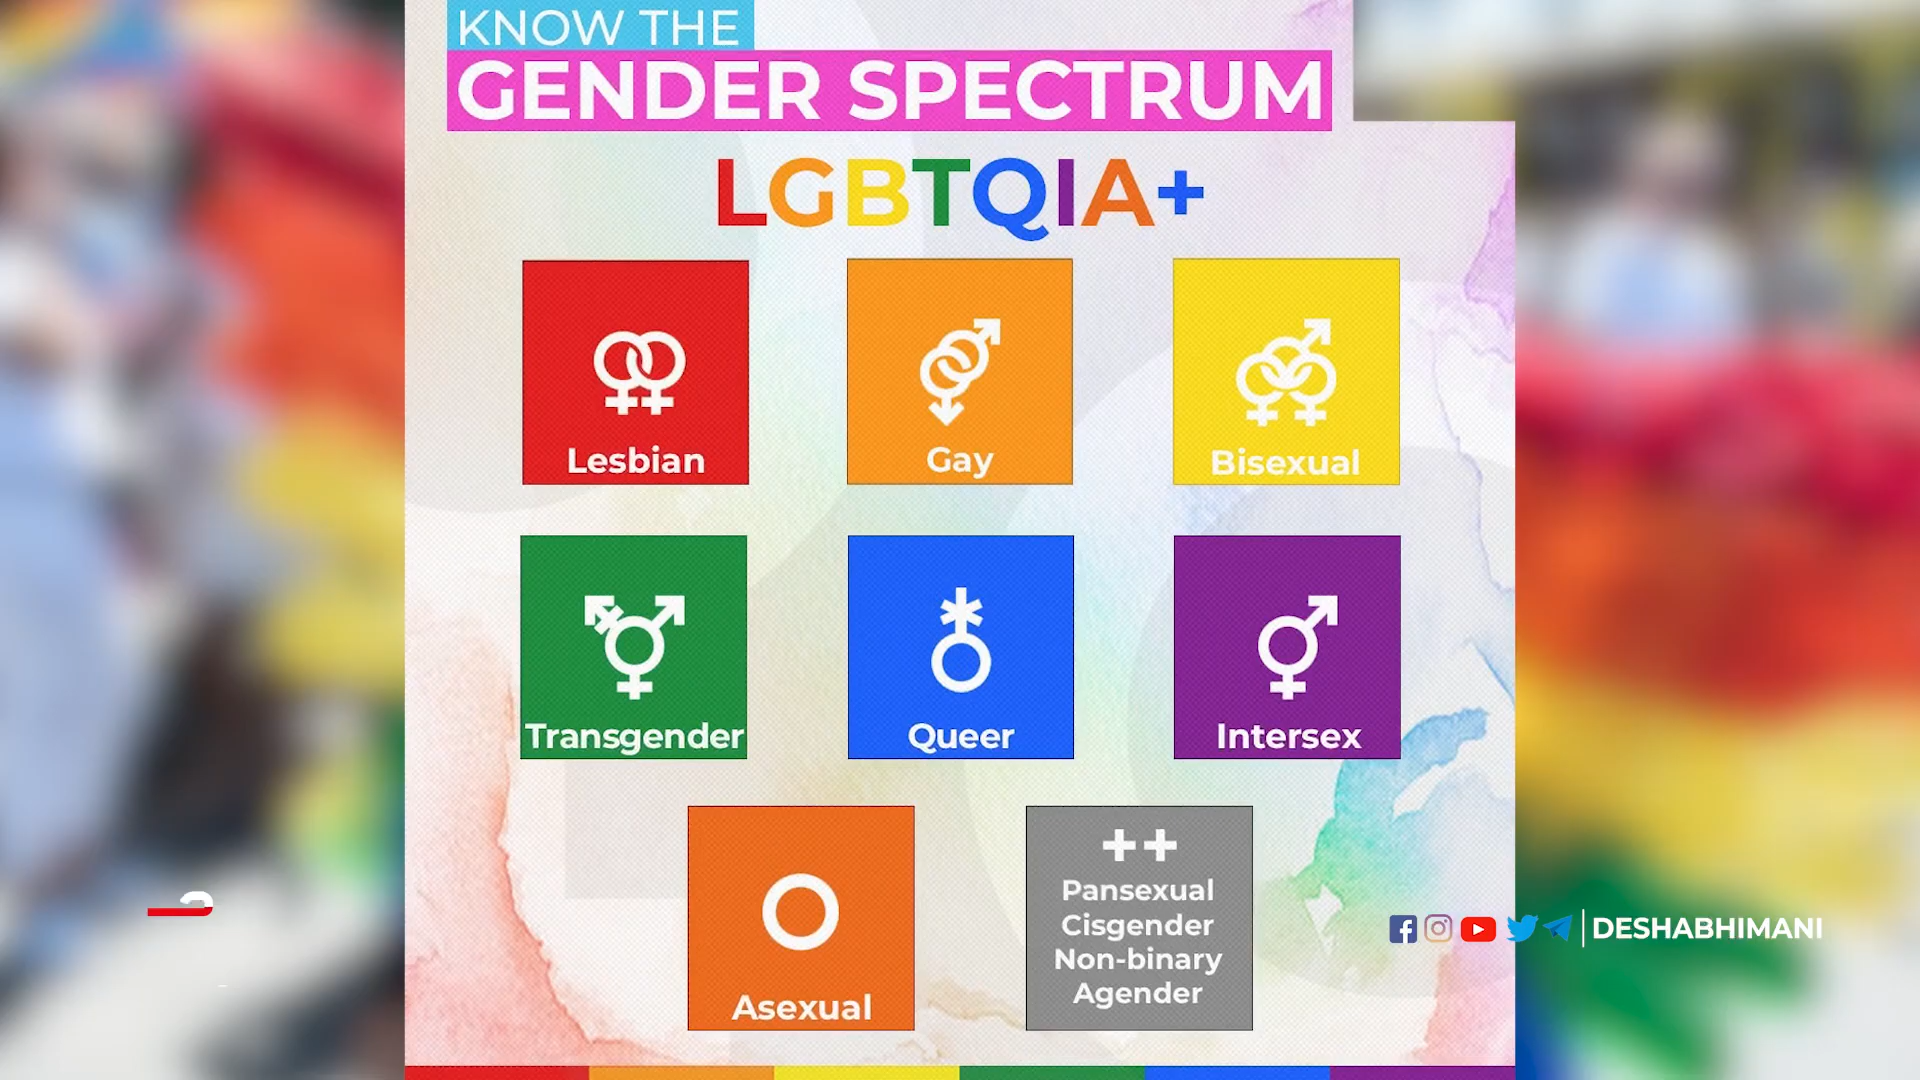 KNOW THE
GENDER SPECTRUM
LGBTQIA+
Lesbian
Gay
Bisexual
Transgender
Queer
Intersex
Asexual
++
Pansexual
Cisgender
Non-binary
Agender
DESHABHIMANI